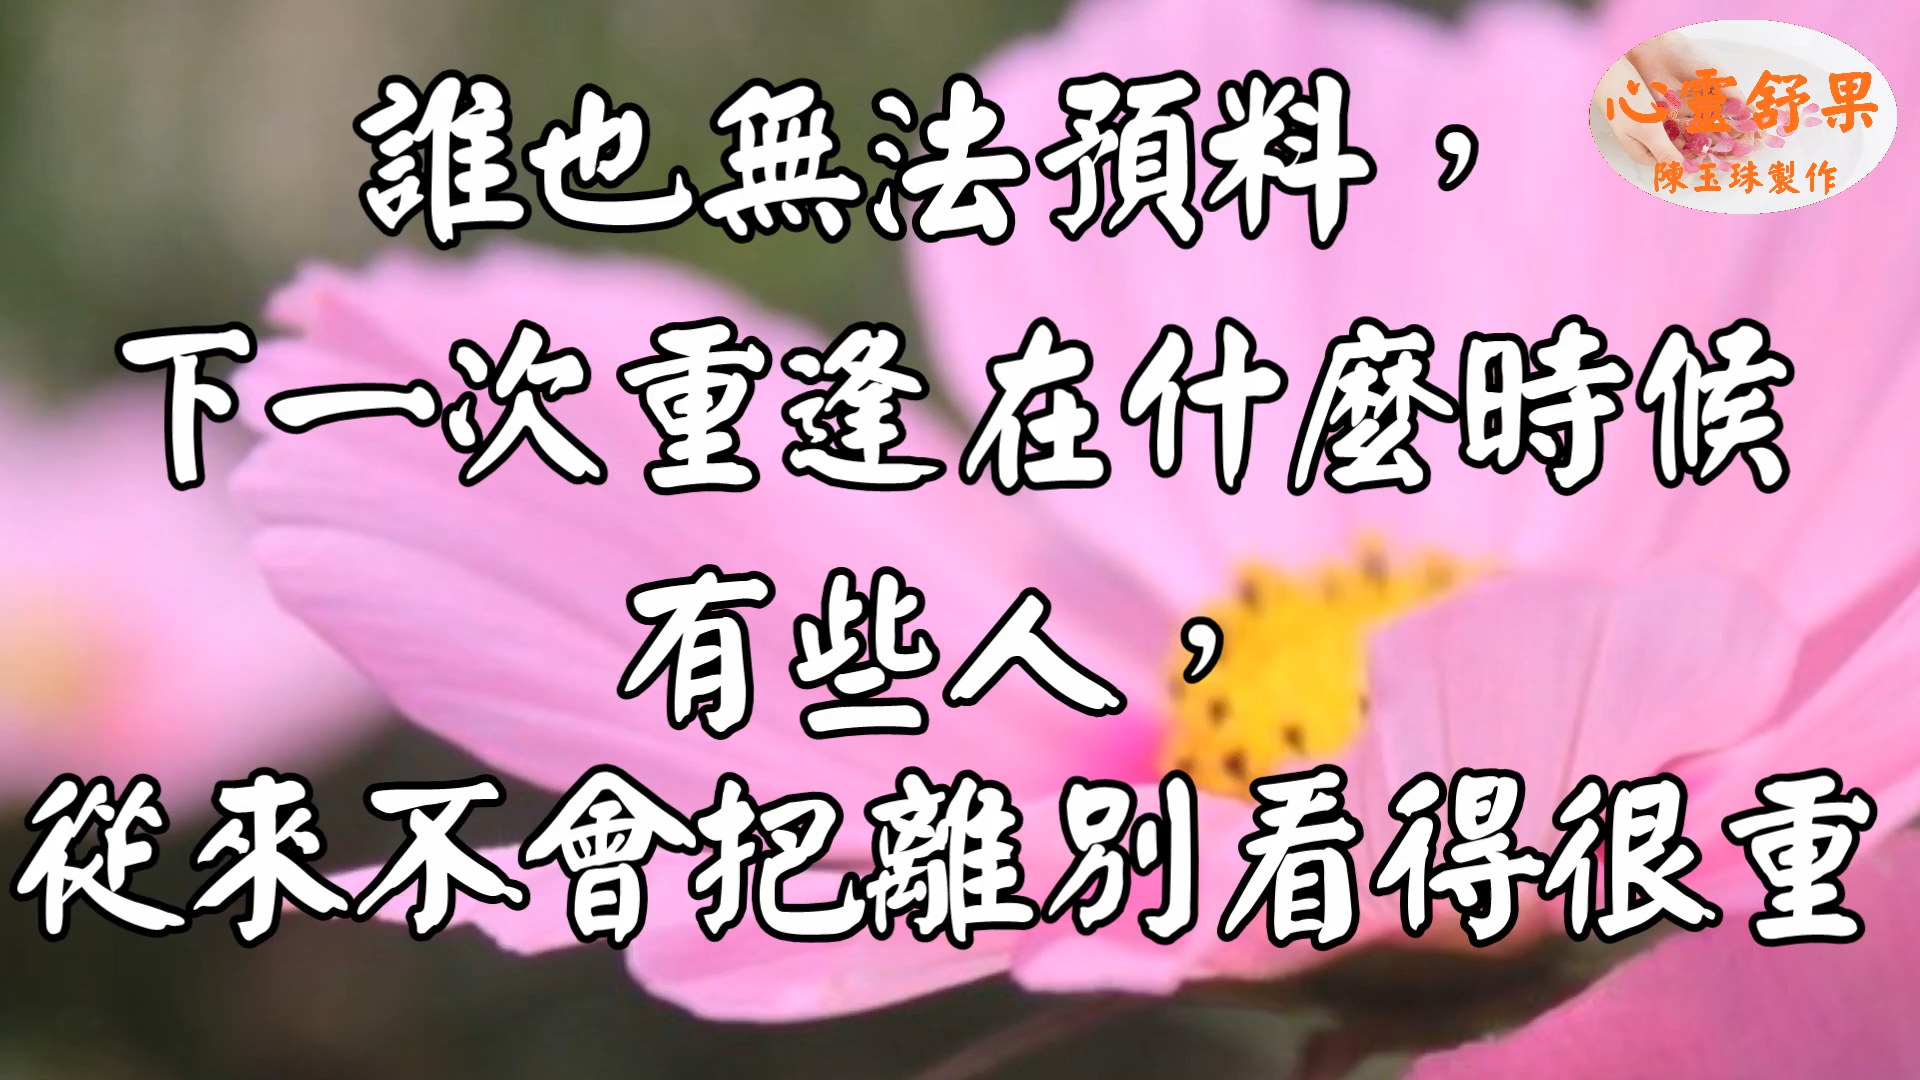 心靈舒果
陳玉珠製作
誰也無法預料，
下一次重逢在什麼時候
有些人，
從來不會把離別看得很重